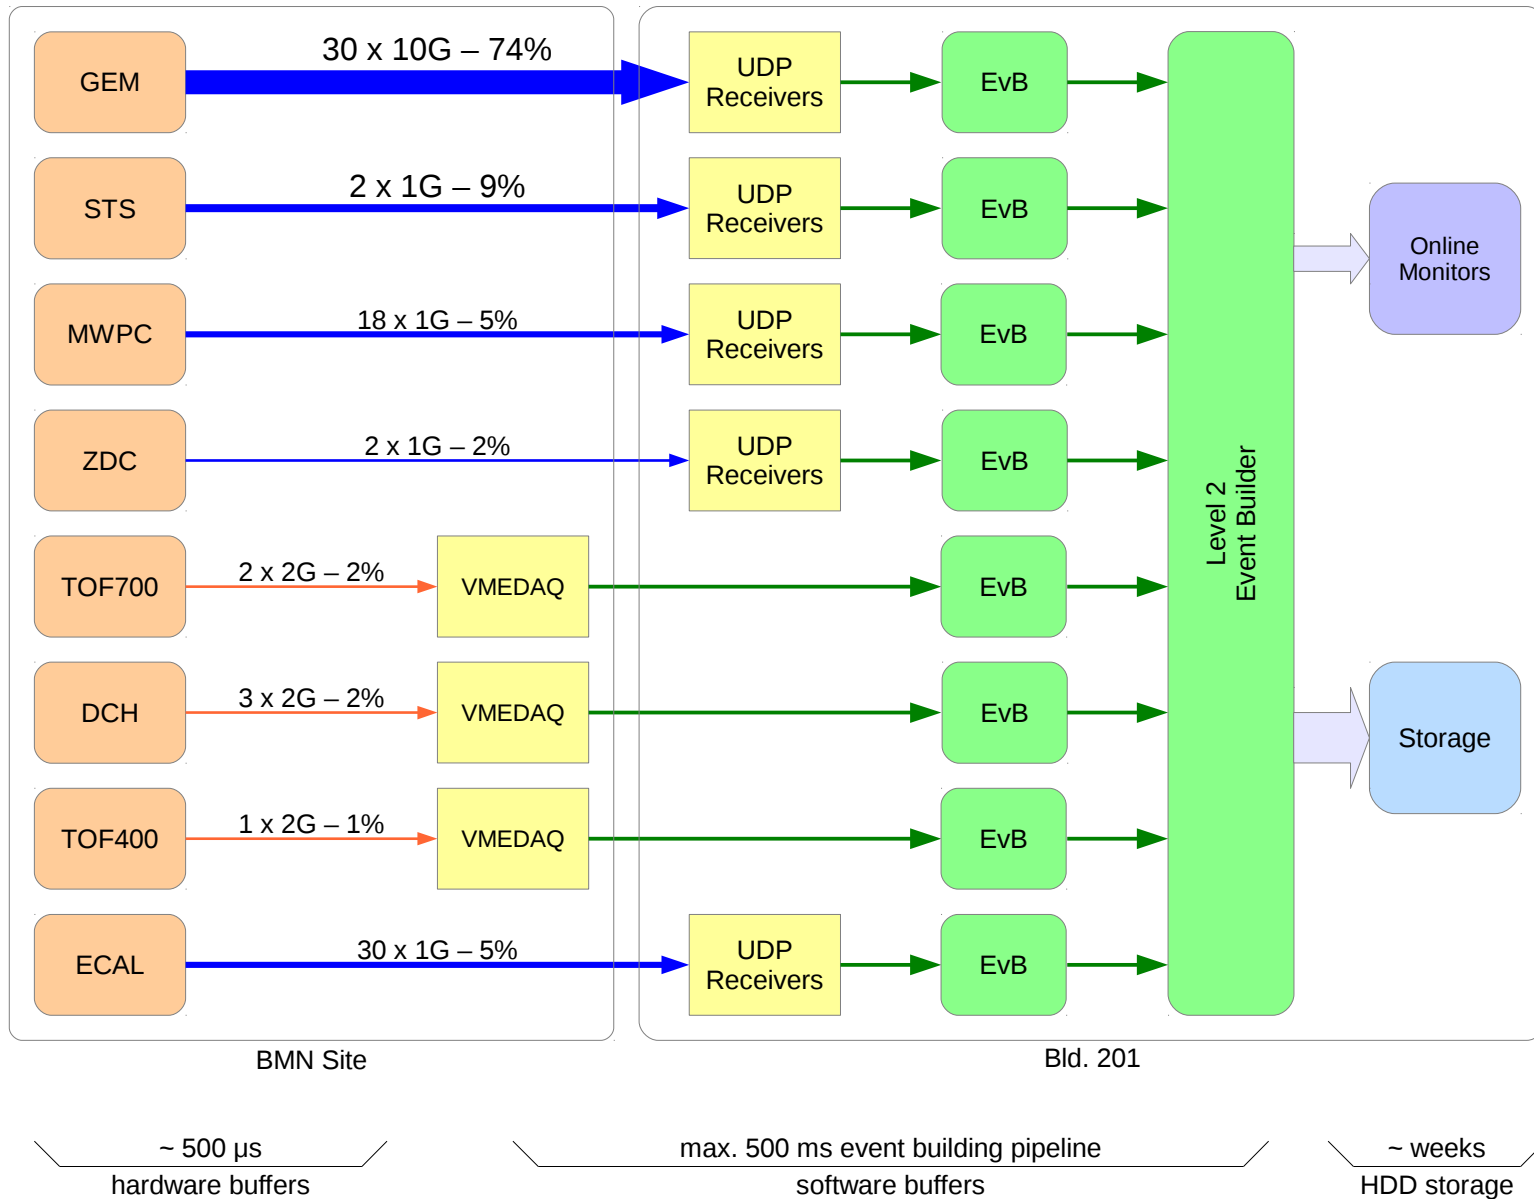 30 x 10G – 74%
GEM
UDP
Receivers
EvB
2 x 1G – 9%
STS
UDP
Receivers
EvB
18 x 1G – 5%
MWPC
UDP
Receivers
EvB
2 x 1G – 2%
ZDC
UDP
Receivers
EvB
2 x 2G – 2%
TOF700
VMEDAQ
EvB
3 x 2G – 2%
DCH
VMEDAQ
EvB
1 x 2G – 1%
TOF400
VMEDAQ
EvB
30 x 1G – 5%
ECAL
UDP
Receivers
EvB
Level 2
Event Builder
Online
Monitors
Storage
BMN Site
Bld. 201
~ 500 μs
hardware buffers
max. 500 ms event building pipeline
software buffers
~ weeks
HDD storage